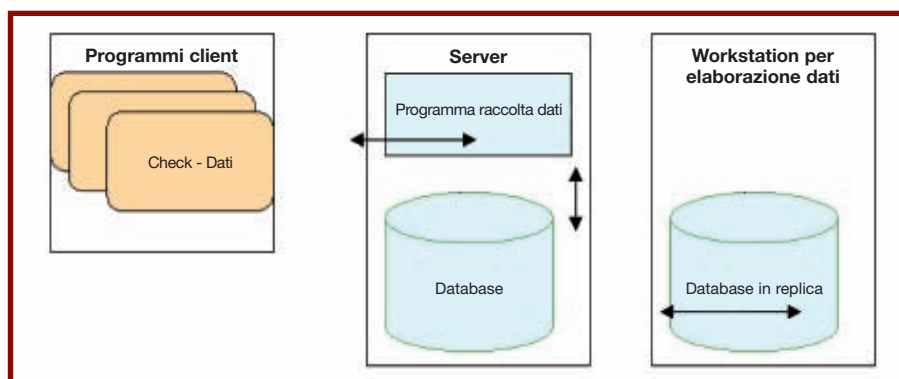 Programmi client
Check - Dati
Server
Programma raccolta dati
Database
Workstation per
elaborazione dati
Database in replica